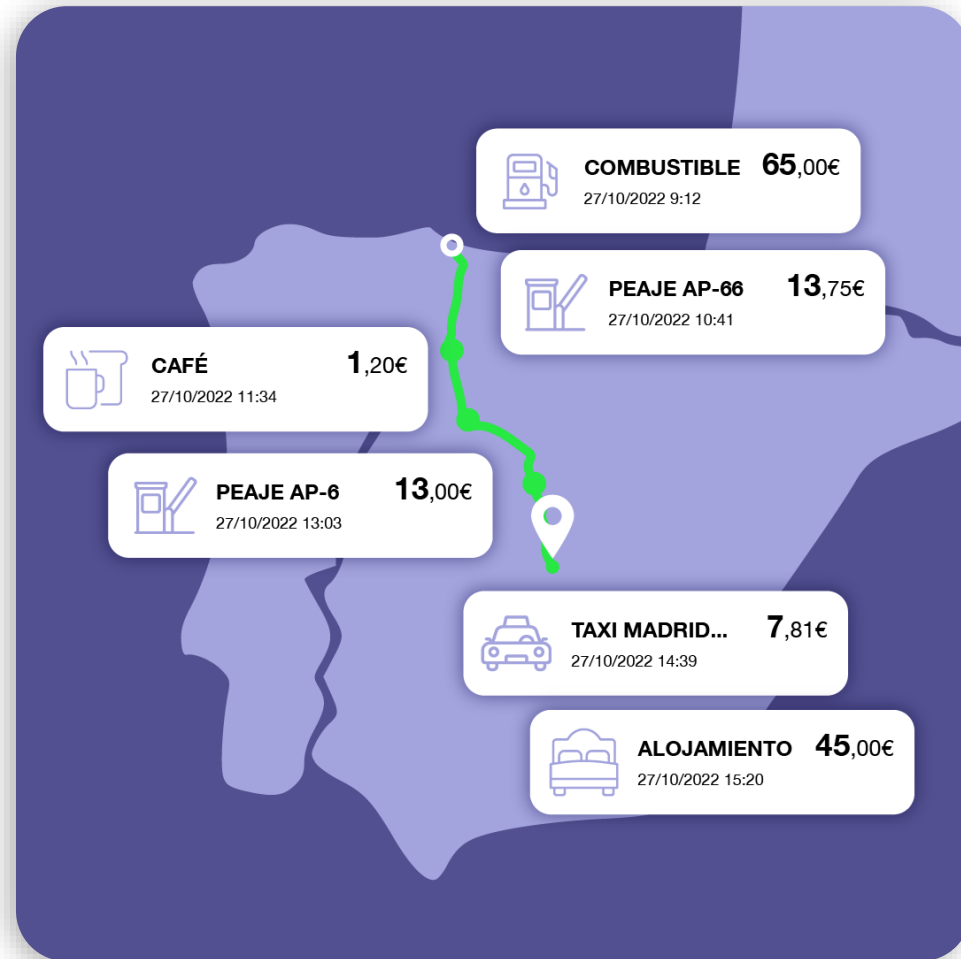 COMBUSTIBLE 65,00€
27/10/2022 9:12
PEAJE AP-66 13,75€
27/10/2022 10:41
CAFÉ 1,20€
27/10/2022 11:34
PEAJE AP-6 13,00€
27/10/2022 13:03
TAXI MADRID... 7,81€
27/10/2022 14:39
ALOJAMIENTO 45,00€
27/10/2022 15:20